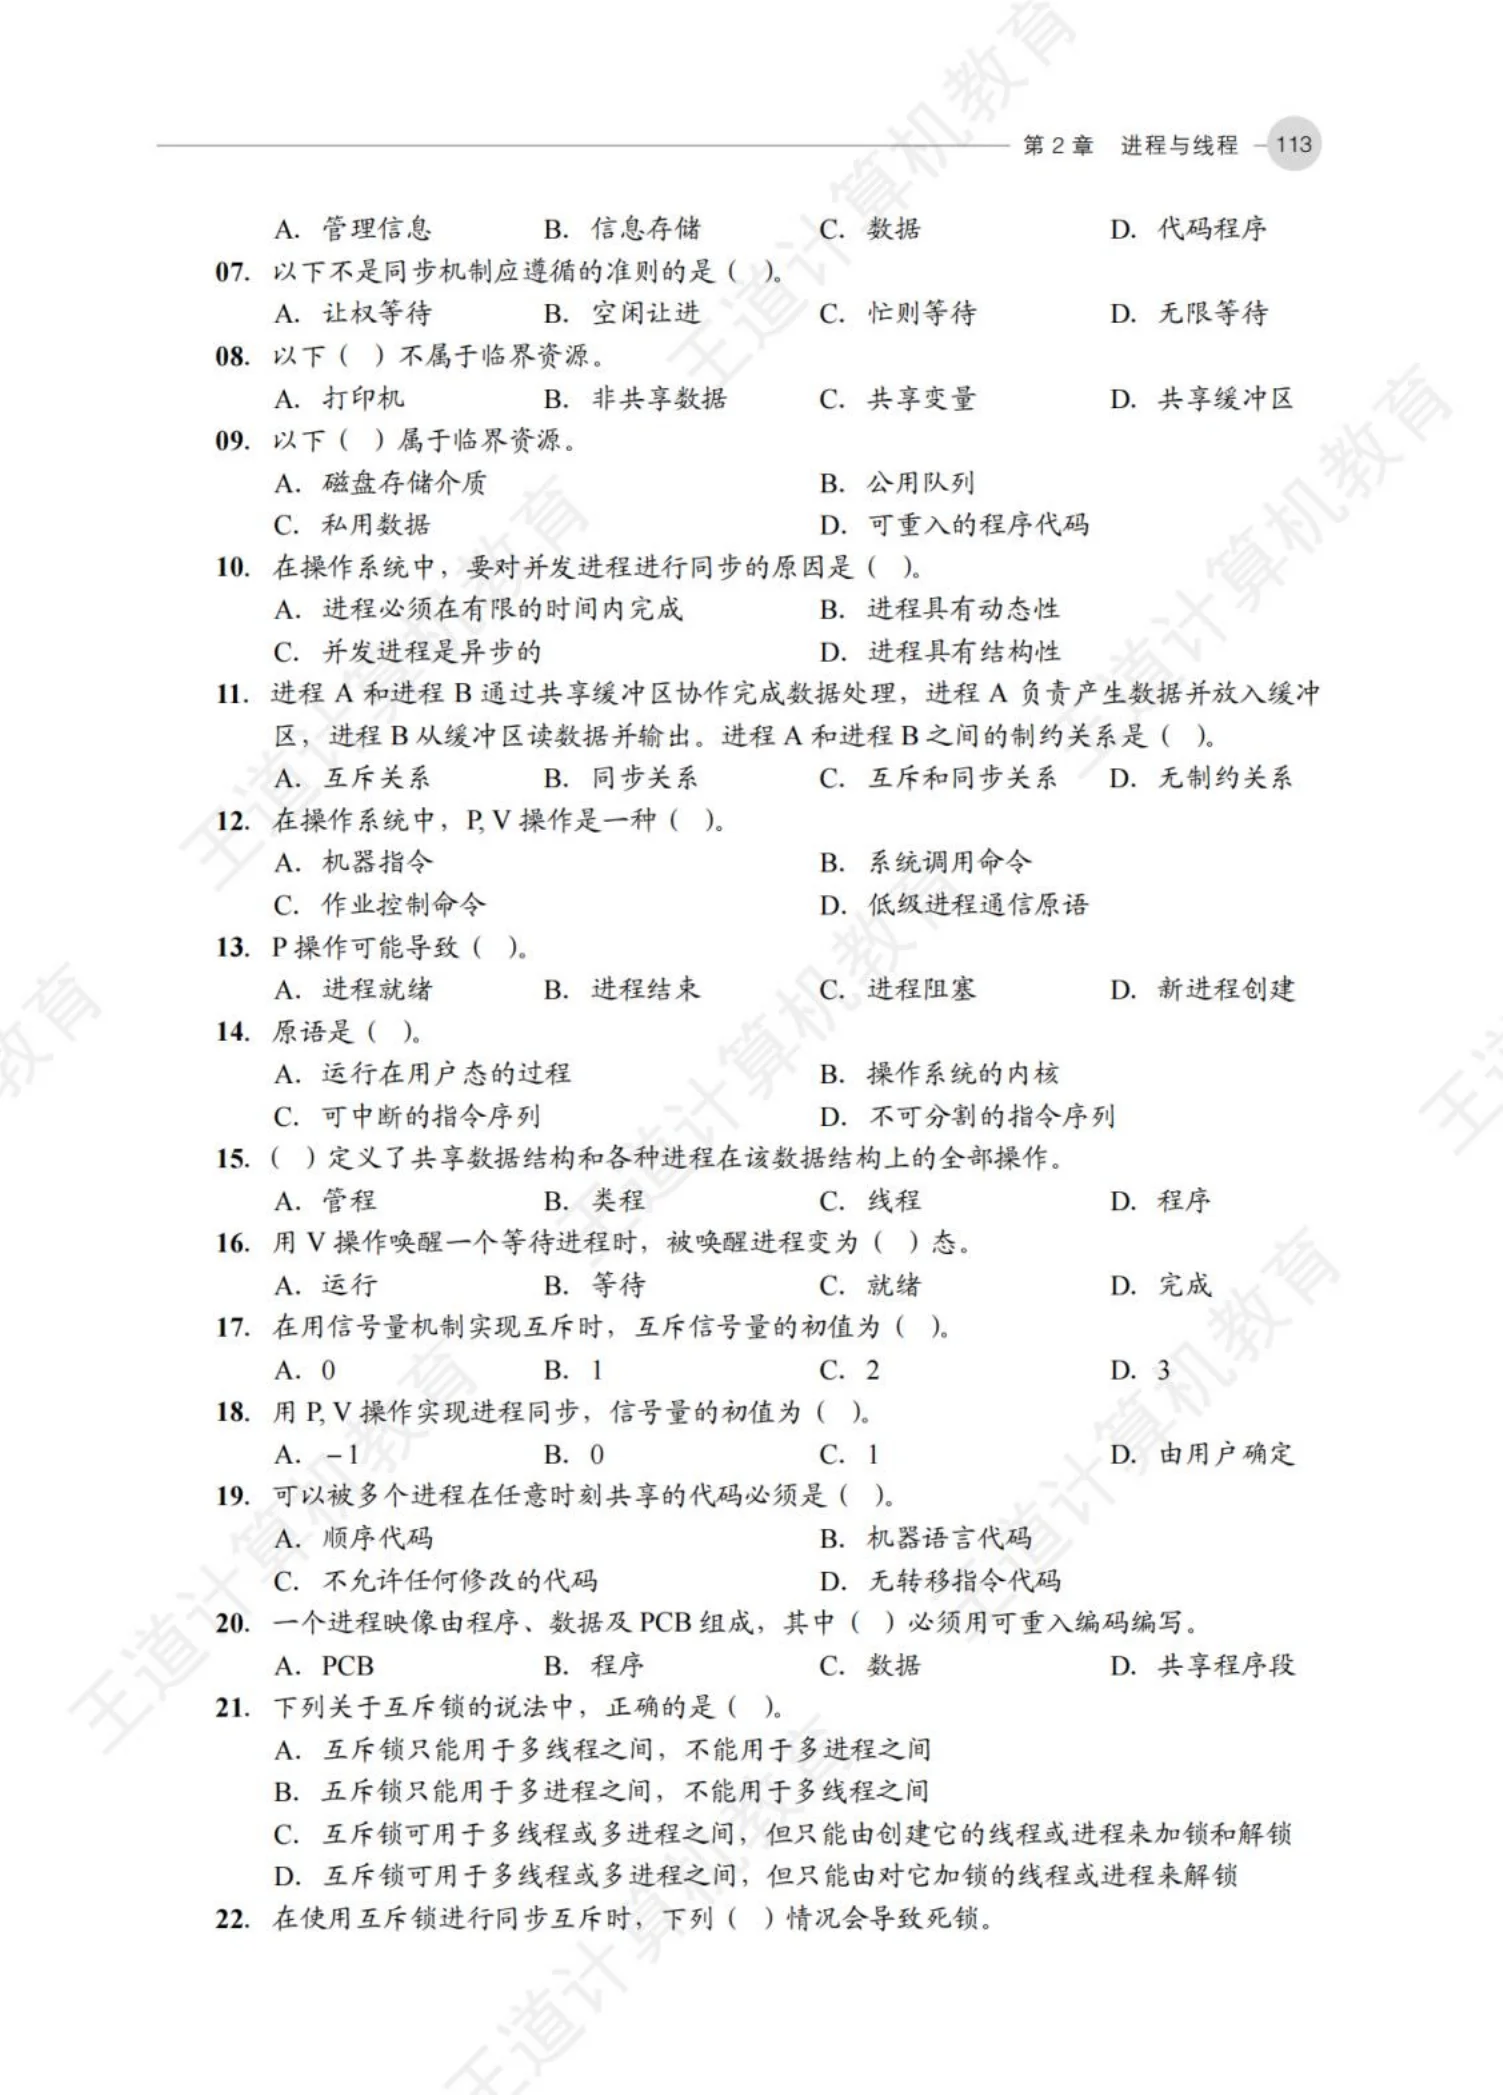 第 2 章 进程与线程 113
A. 管理信息 B. 信息存储 C. 数据 D. 代码程序
07. 以下不是同步机制应遵循的准则的是（ ）。
A. 让权等待 B. 空闲让进 C. 忙则等待 D. 无限等待
08. 以下（ ）不属于临界资源。
A. 打印机 B. 非共享数据 C. 共享变量 D. 共享缓冲区
09. 以下（ ）属于临界资源。
A. 磁盘存储介质 B. 公用队列
C. 私用数据 D. 可重入的程序代码
10. 在操作系统中，要对并发进程进行同步的原因是（ ）。
A. 进程必须在有限的时间内完成 B. 进程具有动态性
C. 并发进程是异步的 D. 进程具有结构性
11. 进程 A 和进程 B 通过共享缓冲区协作完成数据处理，进程 A 负责产生数据并放入缓冲
区，进程 B 从缓冲区读数据并输出。进程 A 和进程 B 之间的制约关系是（ ）。
A. 互斥关系 B. 同步关系 C. 互斥和同步关系 D. 无制约关系
12. 在操作系统中，P, V 操作是一种（ ）。
A. 机器指令 B. 系统调用命令
C. 作业控制命令 D. 低级进程通信原语
13. P 操作可能导致（ ）。
A. 进程就绪 B. 进程结束 C. 进程阻塞 D. 新进程创建
14. 原语是（ ）。
A. 运行在用户态的过程 B. 操作系统的内核
C. 可中断的指令序列 D. 不可分割的指令序列
15. （ ）定义了共享数据结构和各种进程在该数据结构上的全部操作。
A. 管程 B. 类程 C. 线程 D. 程序
16. 用 V 操作唤醒一个等待进程时，被唤醒进程变为（ ）态。
A. 运行 B. 等待 C. 就绪 D. 完成
17. 在用信号量机制实现互斥时，互斥信号量的初值为（ ）。
A. 0 B. 1 C. 2 D. 3
18. 用 P, V 操作实现进程同步，信号量的初值为（ ）。
A. －1 B. 0 C. 1 D. 由用户确定
19. 可以被多个进程在任意时刻共享的代码必须是（ ）。
A. 顺序代码 B. 机器语言代码
C. 不允许任何修改的代码 D. 无转移指令代码
20. 一个进程映像由程序、数据及 PCB 组成，其中（ ）必须用可重入编码编写。
A. PCB B. 程序 C. 数据 D. 共享程序段
21. 下列关于互斥锁的说法中，正确的是（ ）。
A. 互斥锁只能用于多线程之间，不能用于多进程之间
B. 五斥锁只能用于多进程之间，不能用于多线程之间
C. 互斥锁可用于多线程或多进程之间，但只能由创建它的线程或进程来加锁和解锁
D. 互斥锁可用于多线程或多进程之间，但只能由对它加锁的线程或进程来解锁
22. 在使用互斥锁进行同步互斥时，下列（ ）情况会导致死锁。
王道计算机教育